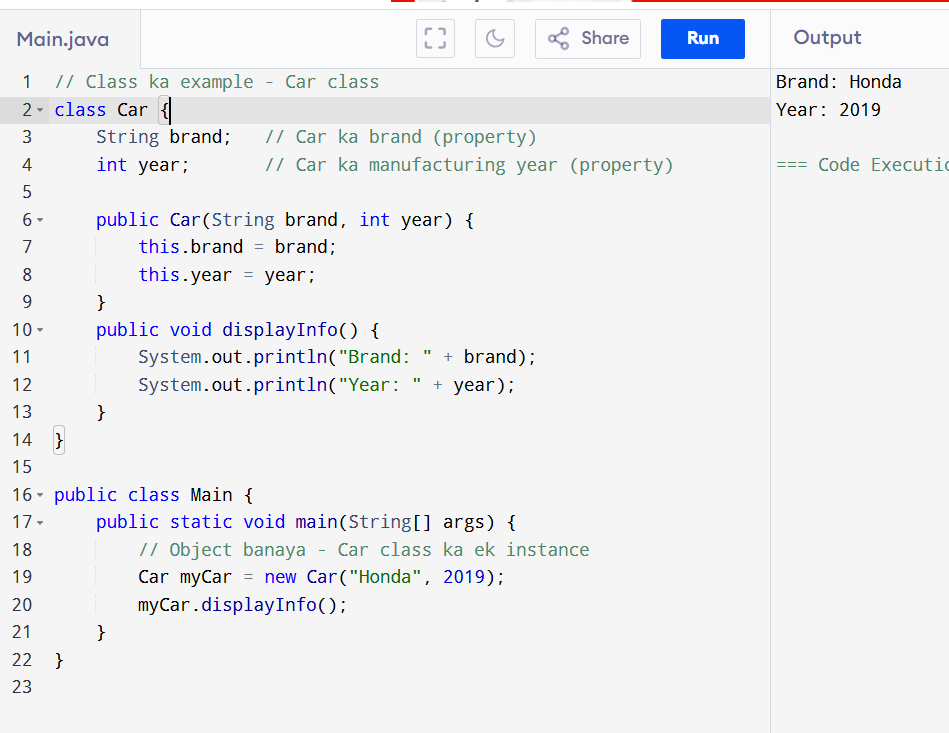 Main.java
Share
Run
Output
1 // Class ka example - Car class
2 class Car {
3 String brand; // Car ka brand (property)
4 int year; // Car ka manufacturing year (property)
5
6 public Car(String brand, int year) {
7 this.brand = brand;
8 this.year = year;
9 }
10 public void displayInfo() {
11 System.out.println("Brand: " + brand);
12 System.out.println("Year: " + year);
13 }
14 }
15
16 public class Main {
17 public static void main(String[] args) {
18 // Object banaya - Car class ka ek instance
19 Car myCar = new Car("Honda", 2019);
20 myCar.displayInfo();
21 }
22 }
23
Brand: Honda
Year: 2019
=== Code Executio